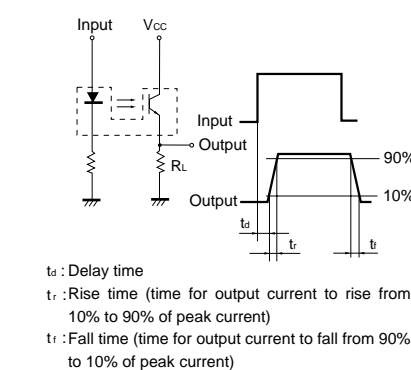 Input VCC
Output
RL
Input
90%
Output 10%
td
tr tf
td : Delay time
tr : Rise time (time for output current to rise from
10% to 90% of peak current)
tf : Fall time (time for output current to fall from 90%
to 10% of peak current)